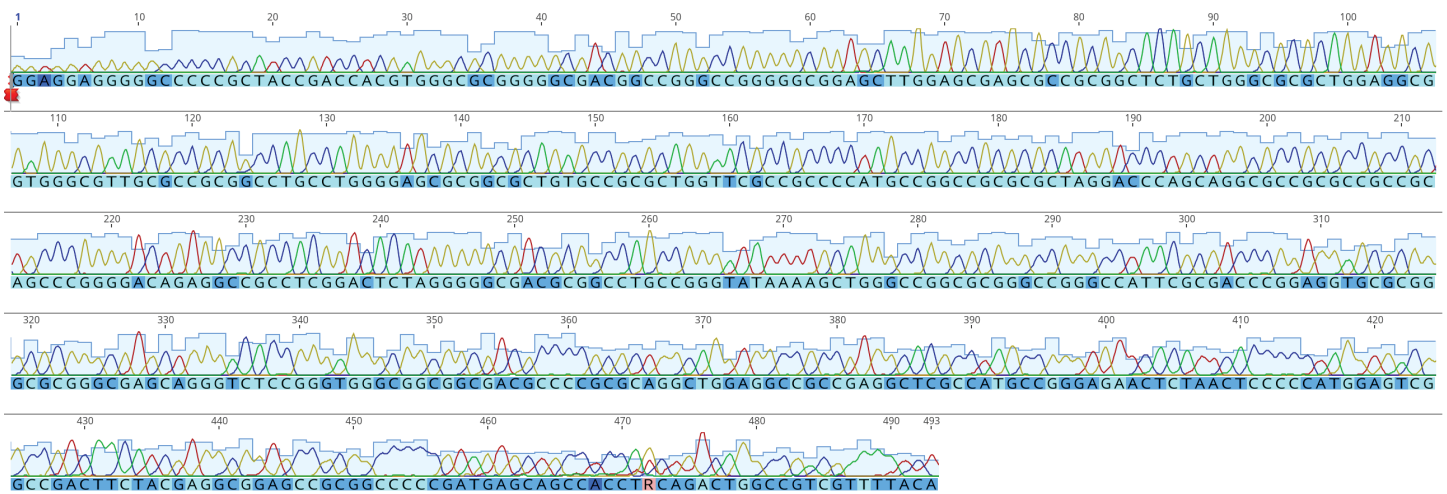 1 10 20 30 40 50 60 70 80 90 100
GGAGGAGGGGGCCCCCGCTACCGACCACGTGGGCGCGGGGGCGACGGCCGGGCCGGGGGCGGAGCTTGGAGCGAGCGCCGCGGCTCTGCTGGGCGCGCTGGAGGCG
110 120 130 140 150 160 170 180 190 200 210
GTGGGCGTTGCGCCGCGGCCTGCCTGGGGAGCGCGGCGCTGTGCCGCGCTGGTTCGCCGCCCCATGCCGGCCGCGCGCTAGGACCCAGCAGGCGCCGCGCCGCCGC
220 230 240 250 260 270 280 290 300 310
AGCCCGGGGACAGAGGCCGCCTCGGACTCTAGGGGGCGACGCGGCCTGCCGGGTATAAAAGCTGGGCCGGCGCGGGCCGGGCCATTCGCGACCCGGAGGTGCGCGG
320 330 340 350 360 370 380 390 400 410 420
GCGCGGGCGAGCAGGGTCTCCGGGTGGGCGGCGGCGACGCCCCGCGCAGGCTGGAGGCCGCCGAGGCTCGCCATGCCGGGAGAACTCTAACTCCCCCATGGAGTCG
430 440 450 460 470 480 490 493
GCCGACTTCTACGAGGCGGAGCCGCGGCCCCCGATGAGCAGCCACCTRCAGACTGGCCGTCGTTTTACA